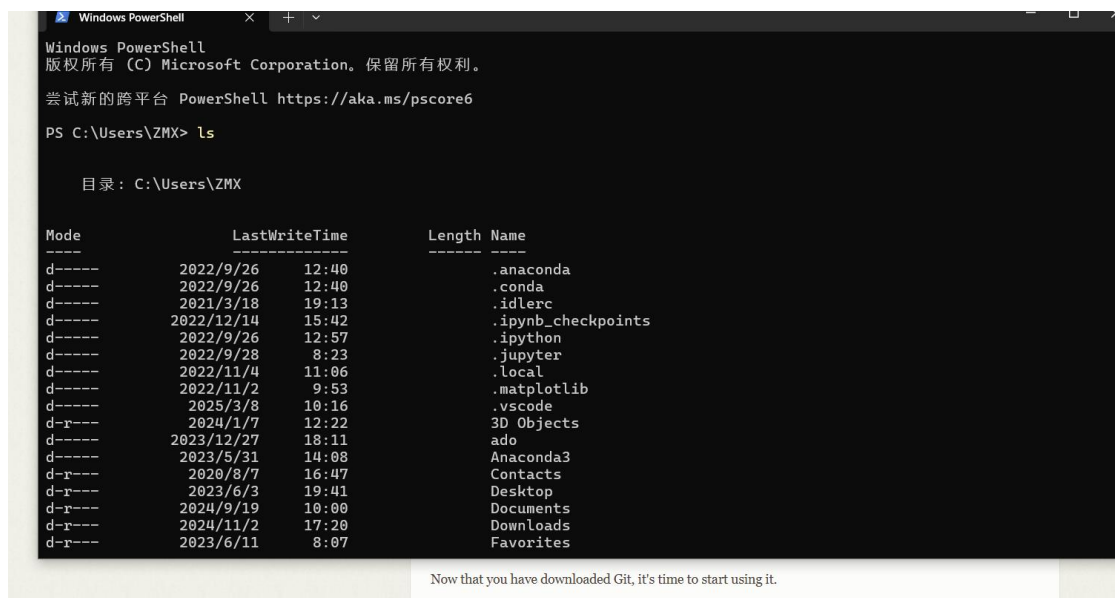 Windows PowerShell
Windows PowerShell
版权所有 (C) Microsoft Corporation。保留所有权利。
尝试新的跨平台 PowerShell https://aka.ms/pscore6
PS C:\Users\ZMX> ls
目录: C:\Users\ZMX
Mode LastWriteTime Length Name
---- ------------- ------ ----
d----- 2022/9/26 12:40 .anaconda
d----- 2022/9/26 12:40 .conda
d----- 2021/3/18 19:13 .idlerc
d----- 2022/12/14 15:42 .ipynb_checkpoints
d----- 2022/9/26 12:57 .ipython
d----- 2022/9/28 8:23 .jupyter
d----- 2022/11/4 11:06 .local
d----- 2022/11/2 9:53 .matplotlib
d----- 2025/3/8 10:16 .vscode
d-r--- 2024/1/7 12:22 3D Objects
d----- 2023/12/27 18:11 ado
d----- 2023/5/31 14:08 Anaconda3
d-r--- 2020/8/7 16:47 Contacts
d-r--- 2023/6/3 19:41 Desktop
d-r--- 2024/9/19 10:00 Documents
d-r--- 2024/11/2 17:20 Downloads
d-r--- 2023/6/11 8:07 Favorites
Now that you have downloaded Git, it's time to start using it.